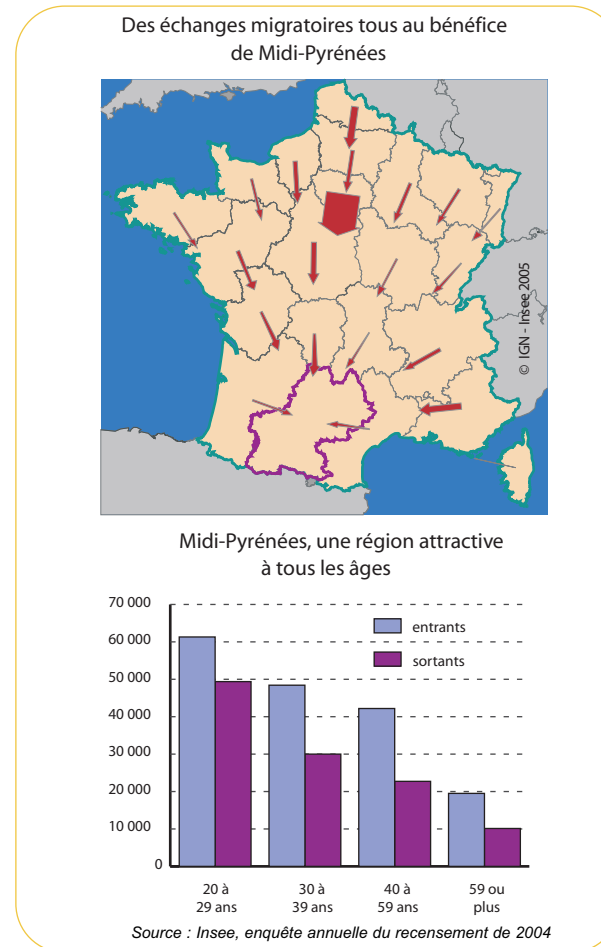 Des échanges migratoires tous au bénéfice
de Midi-Pyrénées
© IGN - Insee 2005
Midi-Pyrénées, une région attractive
à tous les âges
70 000
60 000
50 000
40 000
30 000
20 000
10 000
0
entrants
sortants
20 à
29 ans
30 à
39 ans
40 à
59 ans
59 ou
plus
Source : Insee, enquête annuelle du recensement de 2004